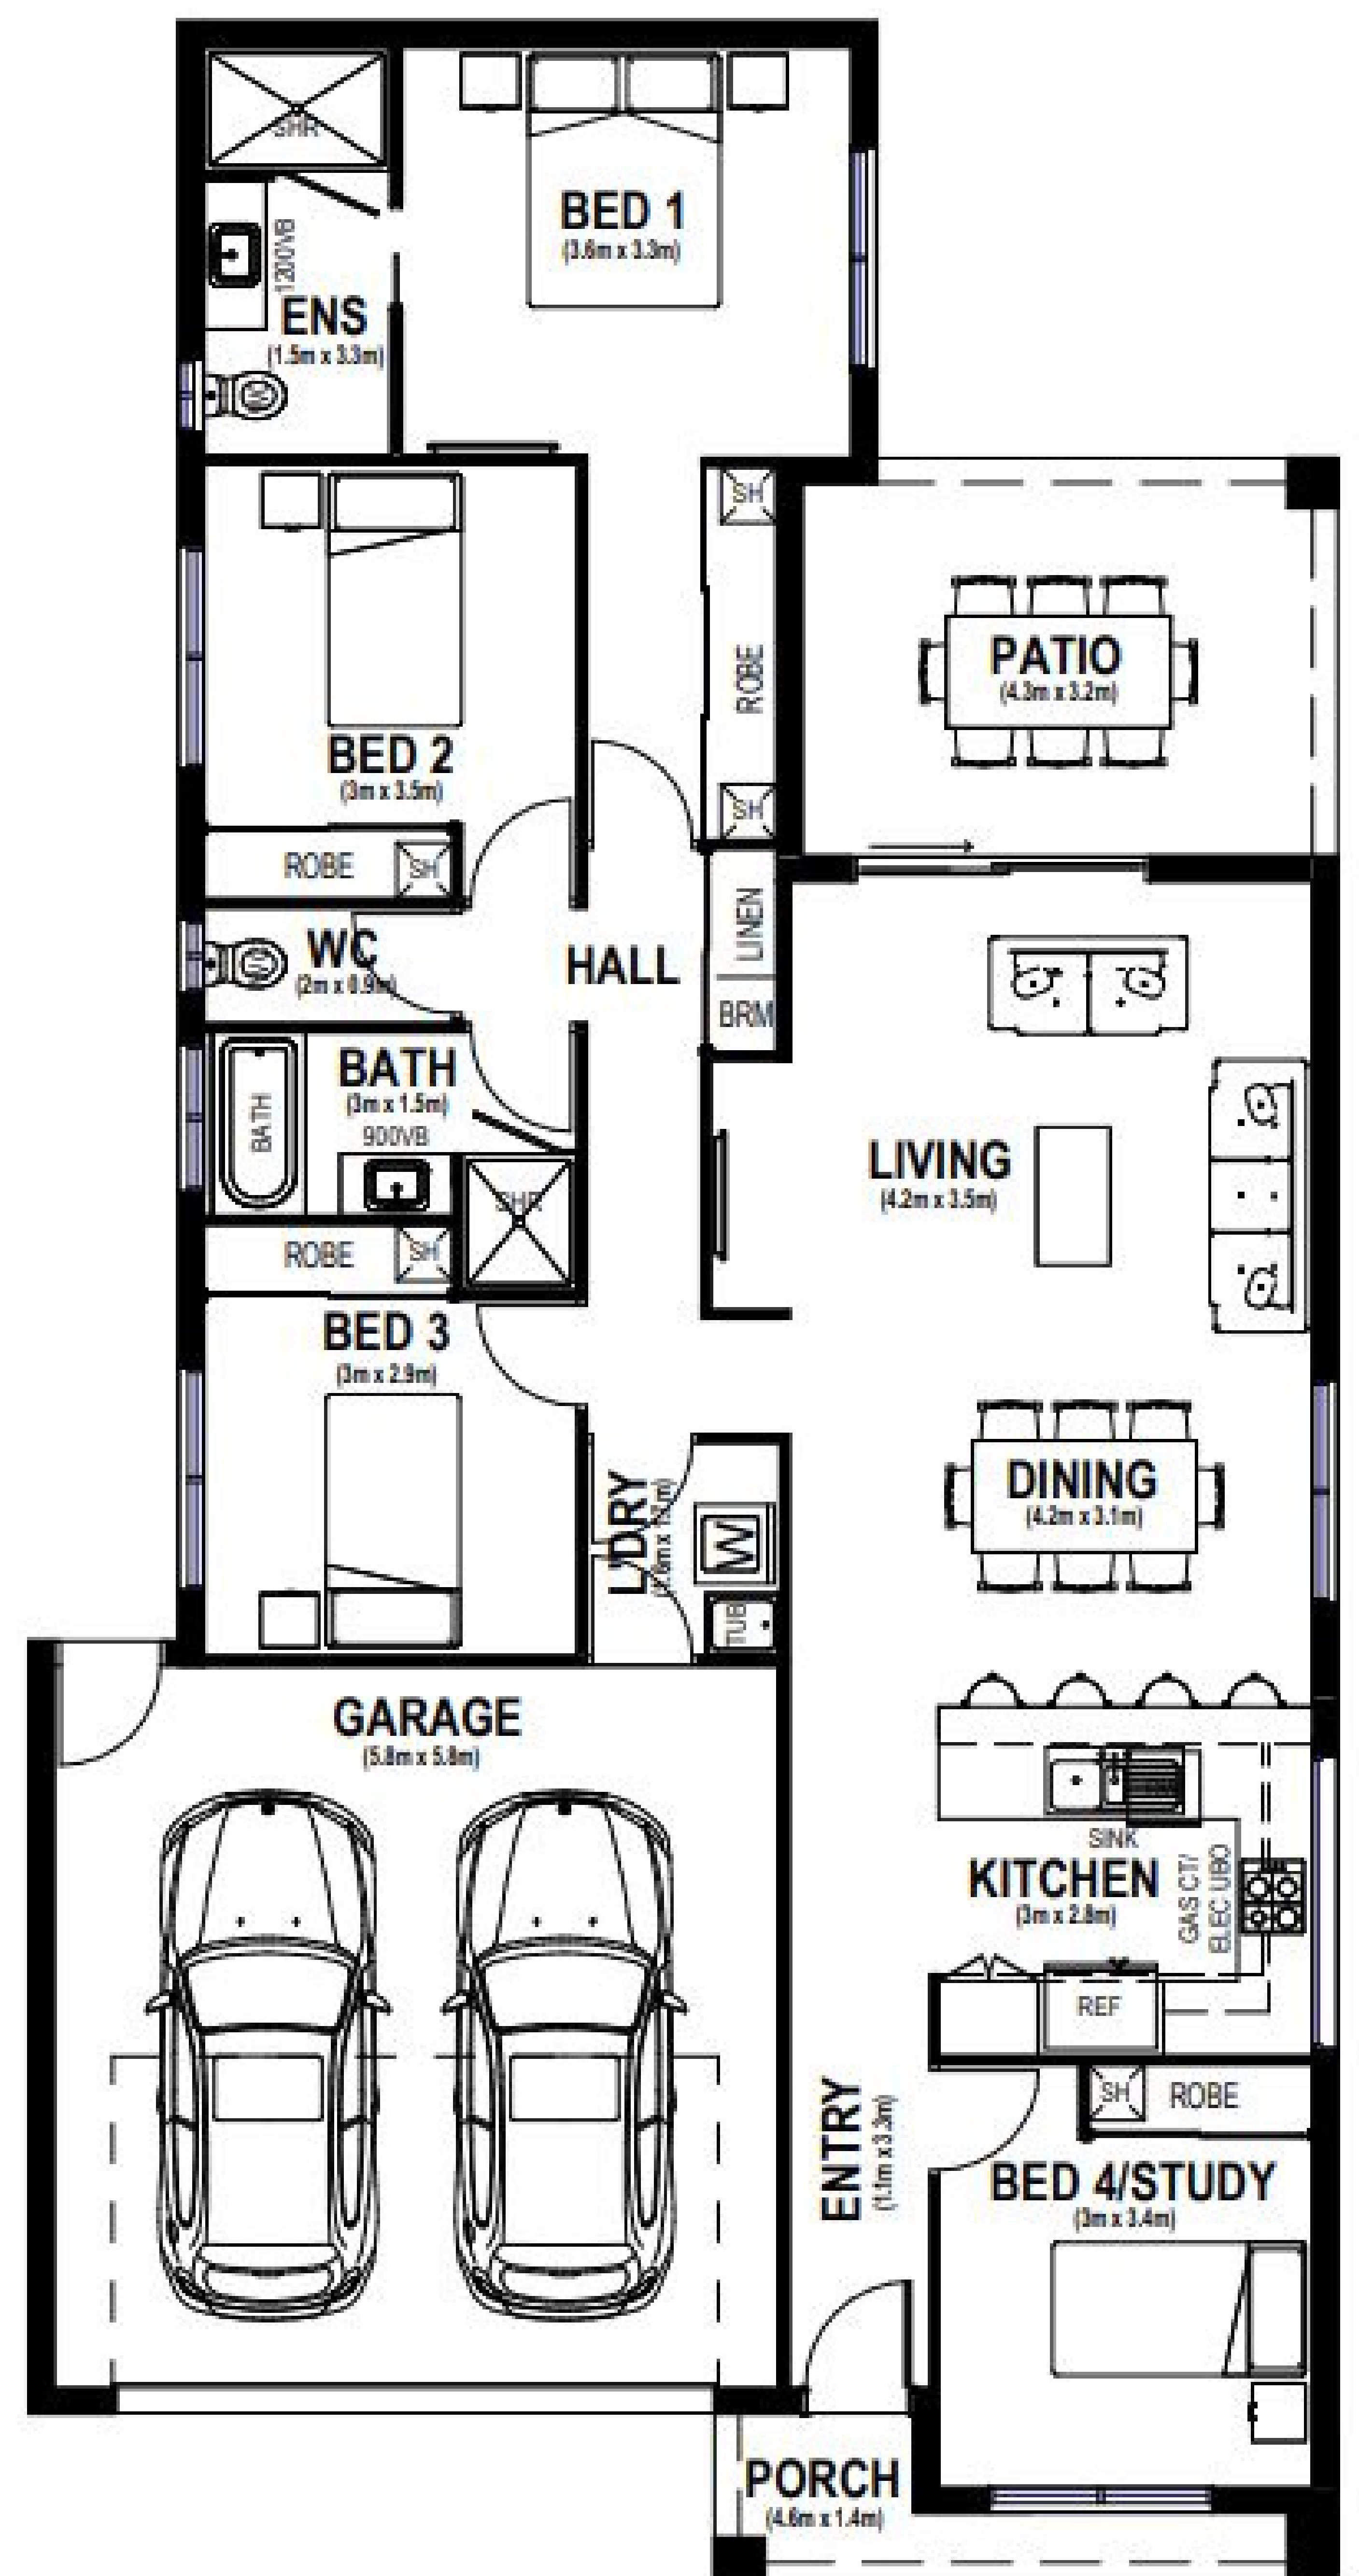 SHR
BED 1
(3.6m x 3.3m)
1200VB
ENS
(1.5m x 3.3m)
SH
ROBE
PATIO
(4.3m x 3.2m)
BED 2
(3m x 3.5m)
SH
ROBE
SH
LINEN
WC
(2m x 0.9m)
HALL
BRM
BATH
(3m x 1.5m)
900VB
BATH
LIVING
(4.2m x 3.5m)
SHR
ROBE
SH
BED 3
(3m x 2.9m)
DINING
(4.2m x 3.1m)
L'DRY
W
TUB
GARAGE
(5.8m x 5.8m)
SINK
KITCHEN
(3m x 2.8m)
GAS CT/
ELEC UBO
REF
SH
ROBE
ENTRY
(1.1m x 3.3m)
BED 4/STUDY
(3m x 3.4m)
PORCH
(4.6m x 1.4m)